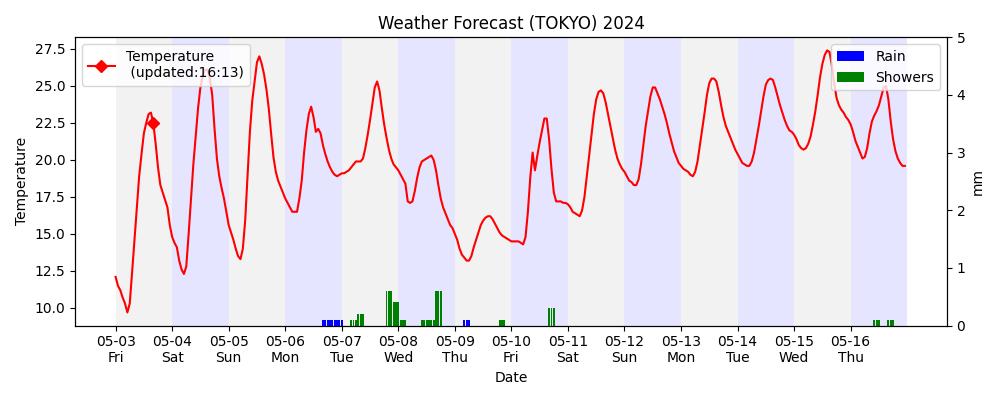 Weather Forecast (TOKYO) 2024
Temperature
(updated:16:13)
Rain
Showers
Temperature
27.5
25.0
22.5
20.0
17.5
15.0
12.5
10.0
5
4
3
2
1
0
mm
05-03 05-04 05-05 05-06 05-07 05-08 05-09 05-10 05-11 05-12 05-13 05-14 05-15 05-16
Fri Sat Sun Mon Tue Wed Thu Fri Sat Sun Mon Tue Wed Thu
Date